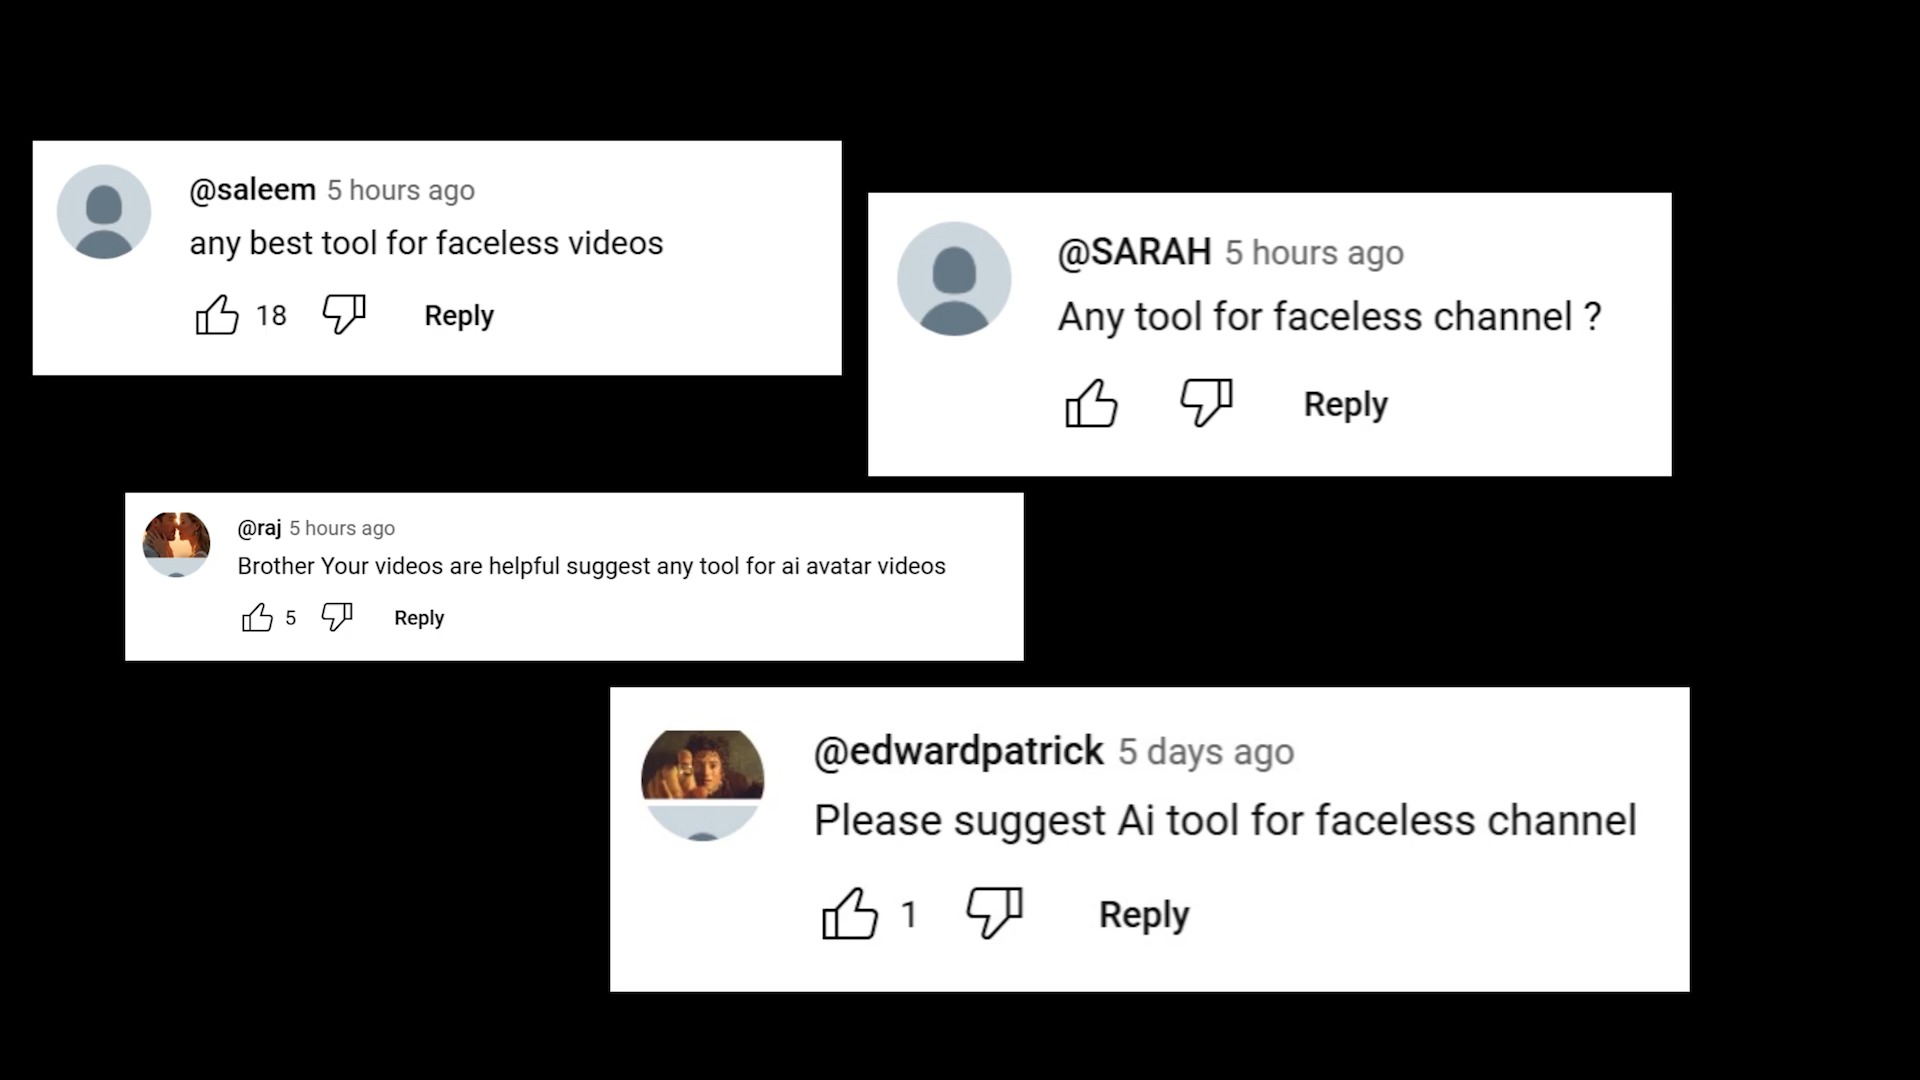 @saleem 5 hours ago
any best tool for faceless videos
18 Reply
@SARAH 5 hours ago
Any tool for faceless channel ?
Reply
@raj 5 hours ago
Brother Your videos are helpful suggest any tool for ai avatar videos
5 Reply
@edwardpatrick 5 days ago
Please suggest Ai tool for faceless channel
1 Reply